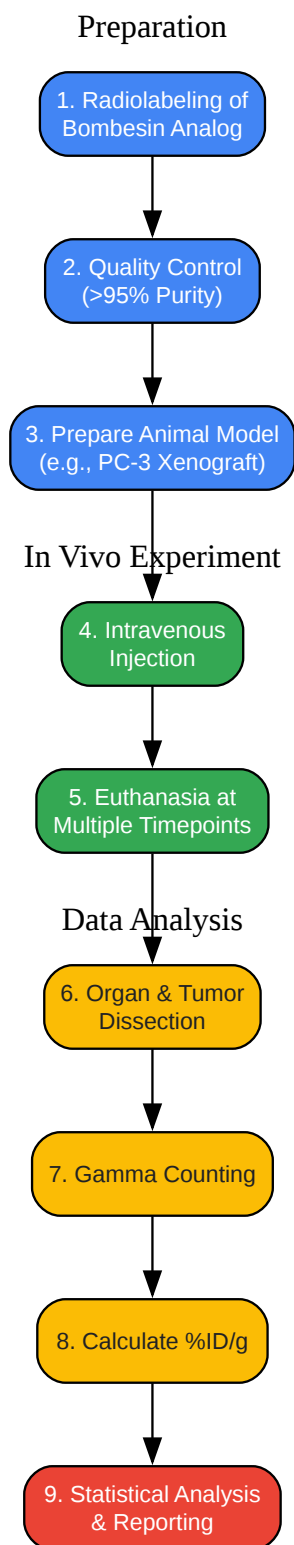 Preparation
1. Radiolabeling of
Bombesin Analog
2. Quality Control
(>95% Purity)
3. Prepare Animal Model
(e.g., PC-3 Xenograft)
In Vivo Experiment
4. Intravenous
Injection
5. Euthanasia at
Multiple Timepoints
Data Analysis
6. Organ & Tumor
Dissection
7. Gamma Counting
8. Calculate %ID/g
9. Statistical Analysis
& Reporting